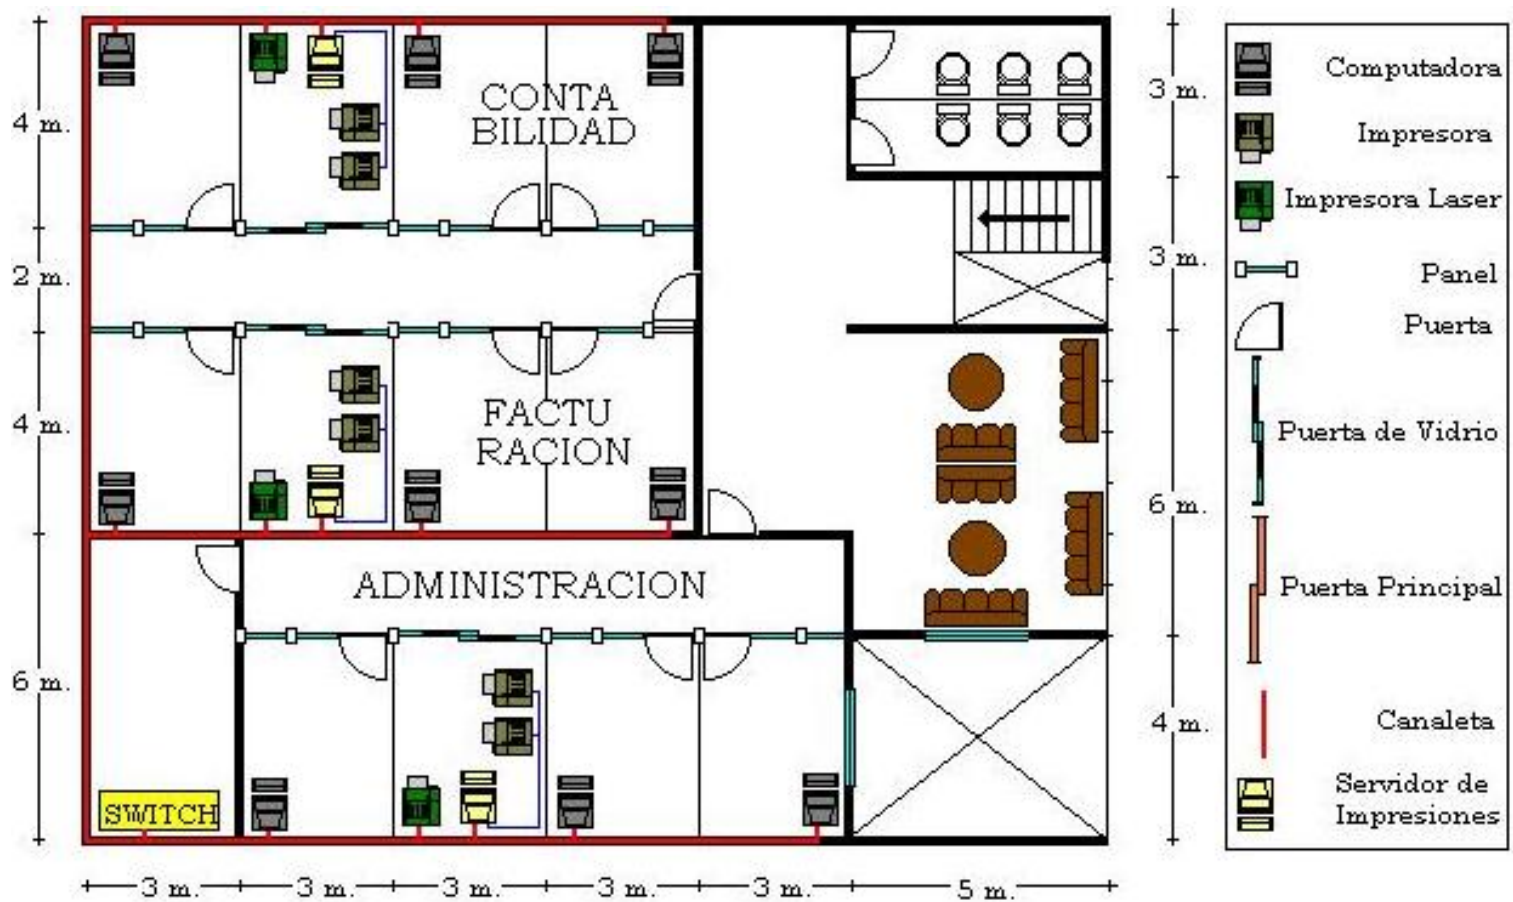 4 m.
2 m.
4 m.
6 m.
CONTA
BILIDAD
FACTU
RACION
ADMINISTRACION
SWITCH
3 m.
3 m.
3 m.
3 m.
3 m.
5 m.
3 m.
3 m.
6 m.
4 m.
Computadora
Impresora
Impresora Laser
Panel
Puerta
Puerta de Vidrio
Puerta Principal
Canaleta
Servidor de
Impresiones